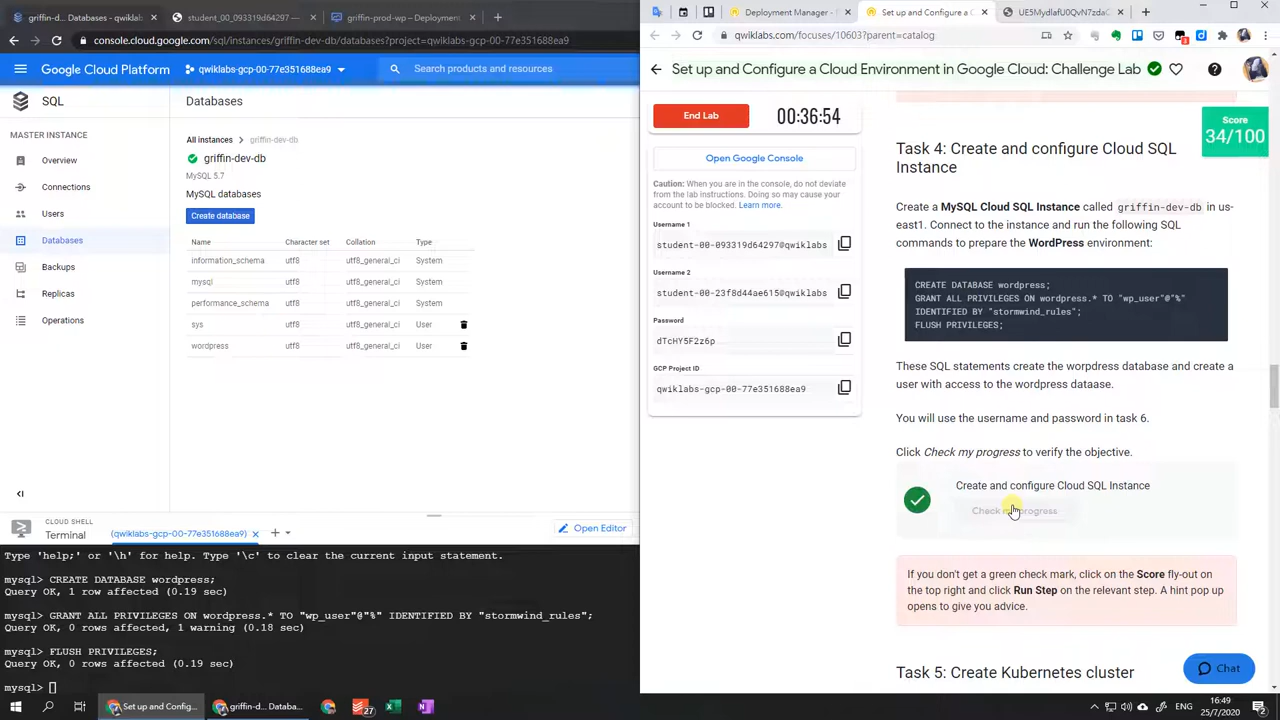 griffin-dev-db - Databases - qwiklab
student_00_093319d64297
griffin-prod-wp - Deployment
console.cloud.google.com/sql/instances/griffin-dev-db/databases?project=qwiklabs-gcp-00-77e351688ea9
Google Cloud Platform
qwiklabs-gcp-00-77e351688ea9
Search products and resources
SQL
Databases
MASTER INSTANCE
Overview
Connections
Users
Databases
Backups
Replicas
Operations
All instances > griffin-dev-db
griffin-dev-db
MySQL 5.7
MySQL databases
Create database
Name Character set Collation Type
information_schema utf8 utf8_general_ci System
mysql utf8 utf8_general_ci System
performance_schema utf8 utf8_general_ci System
sys utf8 utf8_general_ci User
wordpress utf8 utf8_general_ci User
CLOUD SHELL
Terminal
(qwiklabs-gcp-00-77e351688ea9)
Open Editor
Type 'help;' or '\h' for help. Type '\c' to clear the current input statement.
mysql> CREATE DATABASE wordpress;
Query OK, 1 row affected (0.19 sec)
mysql> GRANT ALL PRIVILEGES ON wordpress.* TO "wp_user"@"%" IDENTIFIED BY "stormwind_rules";
Query OK, 0 rows affected, 1 warning (0.18 sec)
mysql> FLUSH PRIVILEGES;
Query OK, 0 rows affected (0.19 sec)
mysql>
Deployment Manager -
Set up and Configure a C
UE5MydlafU0QvN7zdaC
qwiklabs.com/focuses/10603?parent=catalog
Set up and Configure a Cloud Environment in Google Cloud: Challenge Lab
End Lab
00:36:54
Open Google Console
Caution: When you are in the console, do not deviate
from the lab instructions. Doing so may cause your
account to be blocked. Learn more.
Username 1
student-00-093319d64297@qwiklabs
Username 2
student-00-23f8d44ae615@qwiklabs
Password
dTcHY5F2z6p
GCP Project ID
qwiklabs-gcp-00-77e351688ea9
Score
34/100
Task 4: Create and configure Cloud SQL
Instance
Create a MySQL Cloud SQL Instance called griffin-dev-db in us-
east1. Connect to the instance and run the following SQL
commands to prepare the WordPress environment:
CREATE DATABASE wordpress;
GRANT ALL PRIVILEGES ON wordpress.* TO "wp_user"@"%"
IDENTIFIED BY "stormwind_rules";
FLUSH PRIVILEGES;
These SQL statements create the worpdress database and create a
user with access to the wordpress dataase.
You will use the username and password in task 6.
Click Check my progress to verify the objective.
Create and configure Cloud SQL Instance
Check my progress
If you don't get a green check mark, click on the Score fly-out on
the top right and click Run Step on the relevant step. A hint pop up
opens to give you advice.
Task 5: Create Kubernetes cluster
Chat
Set up and Config...
griffin-d... Databa...
27
ENG
16:49
25/7/2020
2